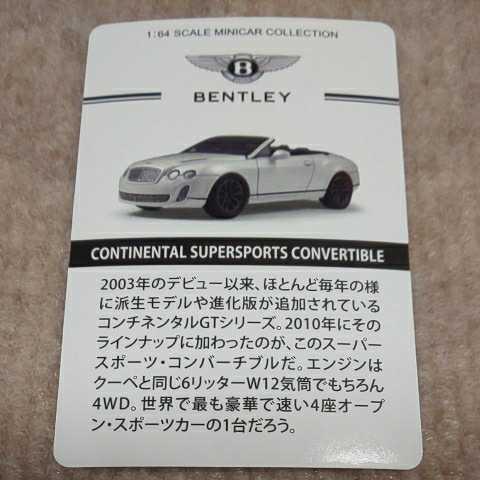 1:64 SCALE MINICAR COLLECTION
B
BENTLEY
CONTINENTAL SUPERSPORTS CONVERTIBLE
2003年のデビュー以来、ほとんど毎年の様
に派生モデルや進化版が追加されている
コンチネンタルGTシリーズ。2010年にその
ラインナップに加わったのが、このスーパー
スポーツ・コンバーチブルだ。エンジンは
クーペと同じ6リッターW12気筒でもちろん
4WD。世界で最も豪華で速い4座オープ
ン・スポーツカーの1台だろう。